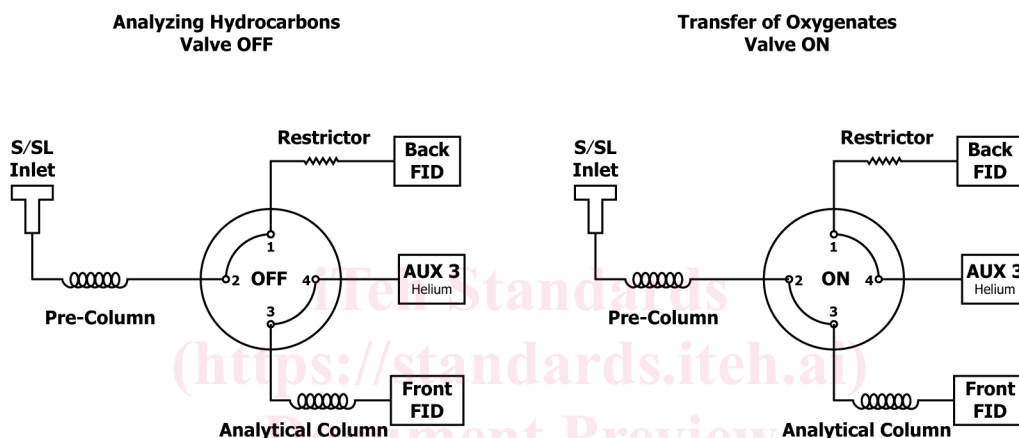 Analyzing Hydrocarbons
Valve OFF
S/SL
Inlet
Restrictor
Back
FID
1
2
OFF
4
3
AUX 3
Helium
Pre-Column
Front
FID
Analytical Column
Transfer of Oxygenates
Valve ON
S/SL
Inlet
Restrictor
Back
FID
1
2
ON
4
3
AUX 3
Helium
Pre-Column
Front
FID
Analytical Column
iTeh Standards
(https://standards.iteh.ai)
Document Preview